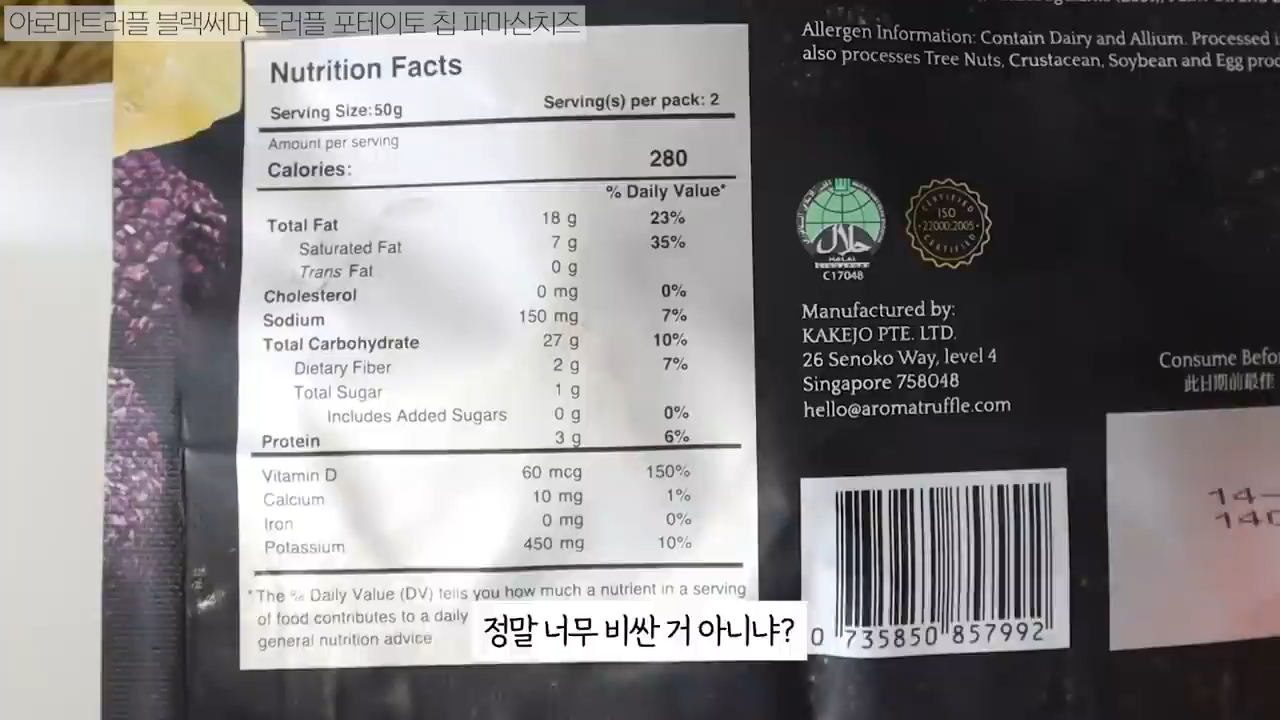 아로마트러플 블랙써머 트러플 포테이토 칩 파마산치즈
Nutrition Facts
Serving Size:50g Serving(s) per pack: 2
Amount per serving
Calories: 280
% Daily Value*
Total Fat 18 g 23%
Saturated Fat 7 g 35%
Trans Fat 0 g
Cholesterol 0 mg 0%
Sodium 150 mg 7%
Total Carbohydrate 27 g 10%
Dietary Fiber 2 g 7%
Total Sugar 1 g
Includes Added Sugars 0 g 0%
Protein 3 g 6%
Vitamin D 60 mcg 150%
Calcium 10 mg 1%
Iron 0 mg 0%
Potassium 450 mg 10%
*The % Daily Value (DV) tells you how much a nutrient in a serving
of food contributes to a daily
general nutrition advice
정말 너무 비싼 거 아니냐?
Allergen Information: Contain Dairy and Allium. Processed
also processes Tree Nuts, Crustacean, Soybean and Egg
حلال
HALAL
SINGAPORE
C17048
CERTIFIED
ISO
22000:2005
CERTIFIED
Manufactured by:
KAKEJO PTE. LTD.
26 Senoko Way, level 4
Singapore 758048
hello@aromatruffle.com
Consume
此日期前最佳
14-
0 735850 857992